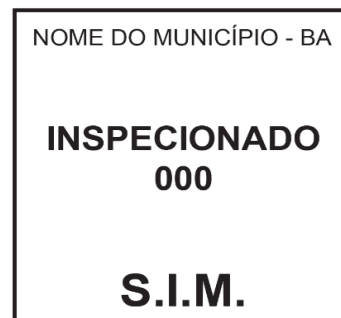 NOME DO MUNICÍPIO - BA
INSPECIONADO
000
S.I.M.